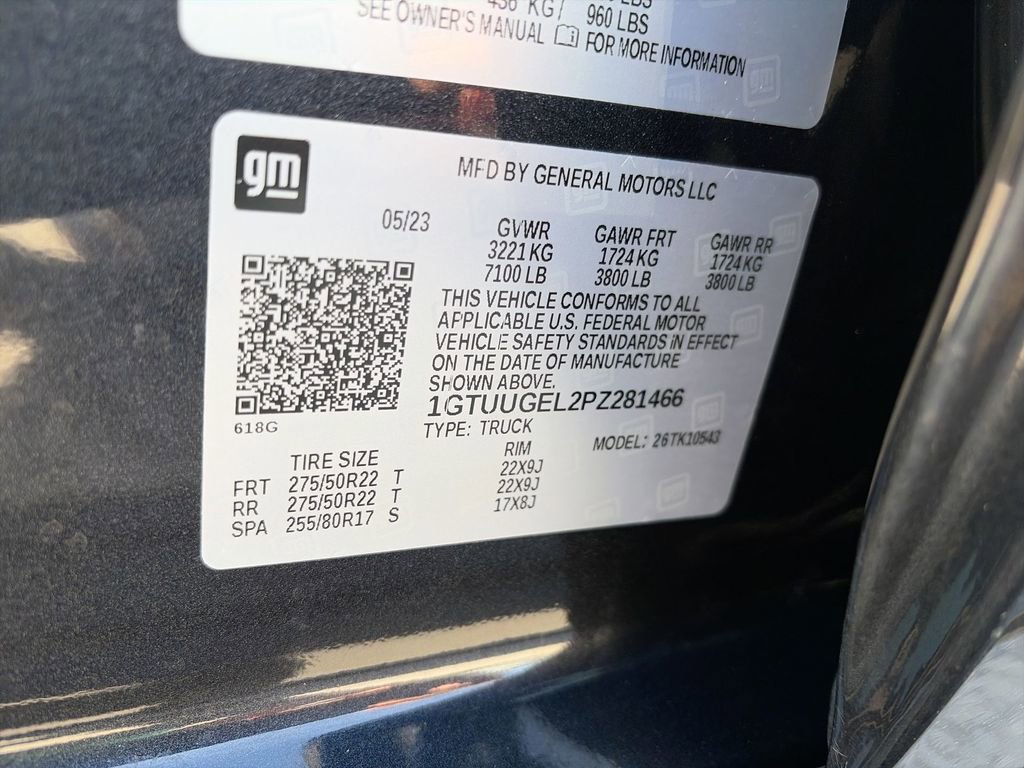 436 KG/ 960 LBS
SEE OWNER'S MANUAL FOR MORE INFORMATION
gm
MFD BY GENERAL MOTORS LLC
05/23
GVWR GAWR FRT GAWR RR
3221 KG 1724 KG 1724 KG
7100 LB 3800 LB 3800 LB
THIS VEHICLE CONFORMS TO ALL
APPLICABLE U.S. FEDERAL MOTOR
VEHICLE SAFETY STANDARDS IN EFFECT
ON THE DATE OF MANUFACTURE
SHOWN ABOVE.
1GTUUGEL2PZ281466
618G
TYPE: TRUCK
MODEL: 26TK10543
TIRE SIZE RIM
FRT 275/50R22 T 22X9J
RR 275/50R22 T 22X9J
SPA 255/80R17 S 17X8J